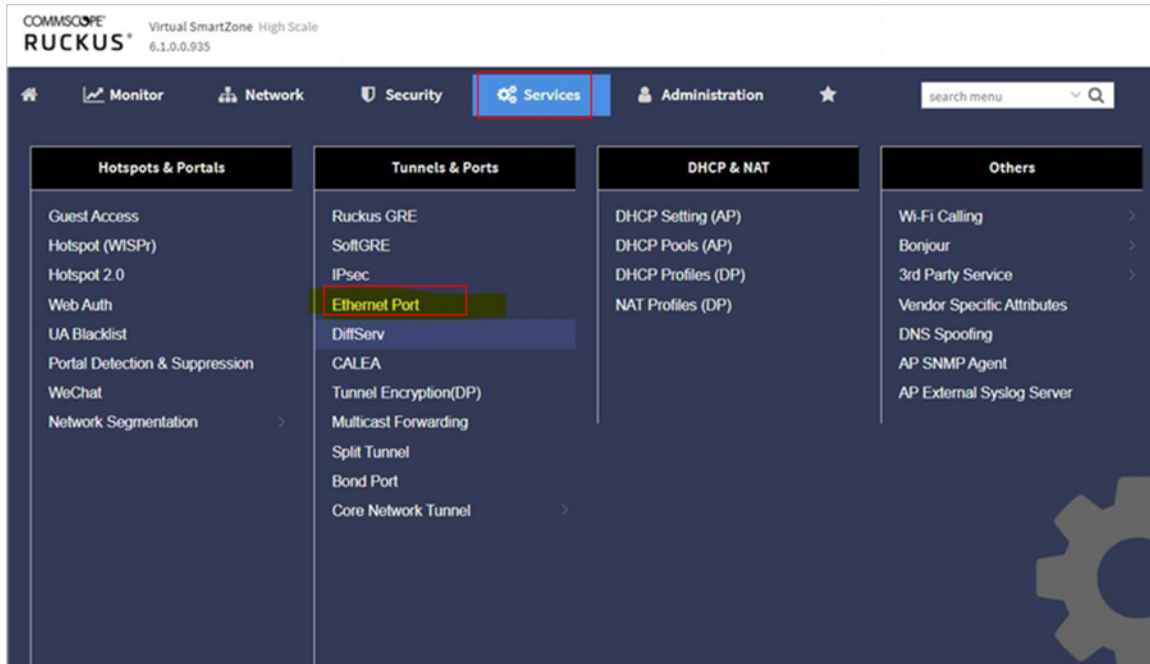 COMMSCOPE®
RUCKUS®
Virtual SmartZone High Scale
6.1.0.0.935
Monitor
Network
Security
Services
Administration
search menu
Hotspots & Portals
Guest Access
Hotspot (WISPr)
Hotspot 2.0
Web Auth
UA Blacklist
Portal Detection & Suppression
WeChat
Network Segmentation
Tunnels & Ports
Ruckus GRE
SoftGRE
IPsec
Ethernet Port
DiffServ
CALEA
Tunnel Encryption(DP)
Multicast Forwarding
Split Tunnel
Bond Port
Core Network Tunnel
DHCP & NAT
DHCP Setting (AP)
DHCP Pools (AP)
DHCP Profiles (DP)
NAT Profiles (DP)
Others
Wi-Fi Calling
Bonjour
3rd Party Service
Vendor Specific Attributes
DNS Spoofing
AP SNMP Agent
AP External Syslog Server